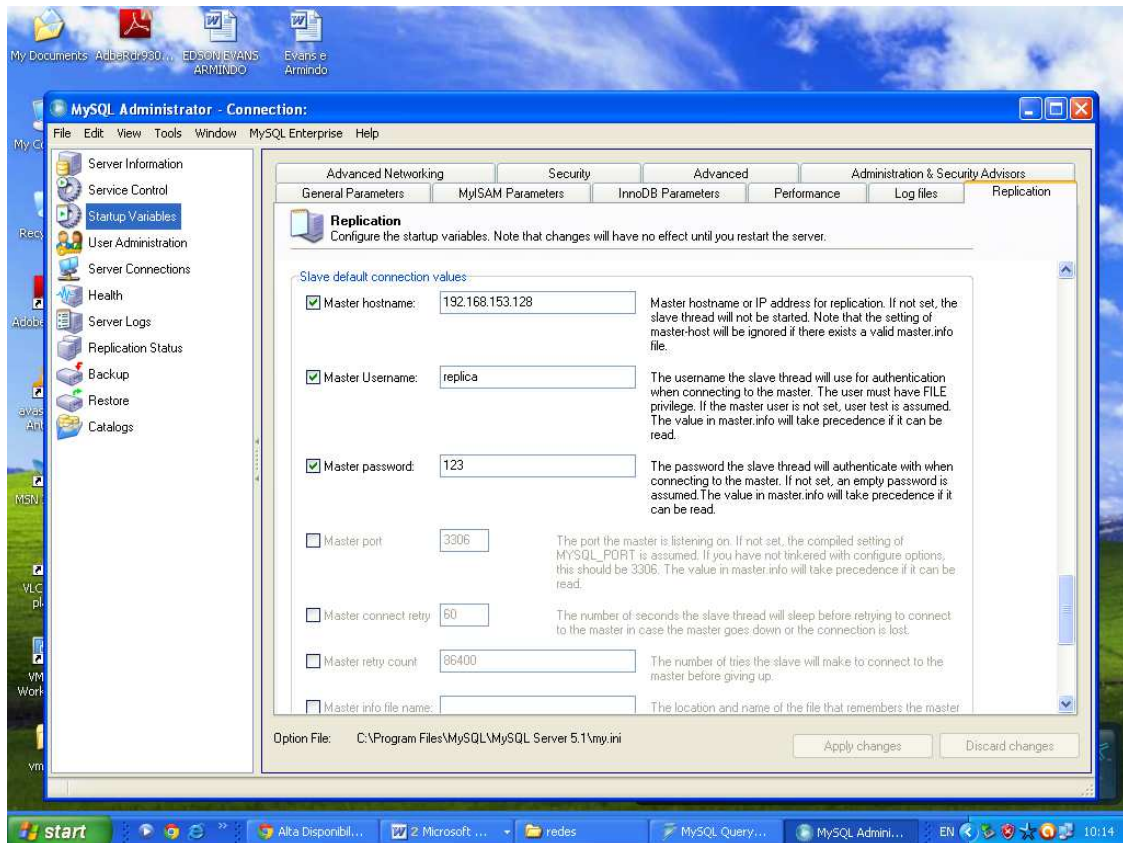 My Documents
AdbeRdr930...
EDSON EVANS
ARMINDO
Evans e
Armindo
MySQL Administrator - Connection:
File Edit View Tools Window MySQL Enterprise Help
Server Information
Service Control
Startup Variables
User Administration
Server Connections
Health
Server Logs
Replication Status
Backup
Restore
Catalogs
Advanced Networking Security Advanced Administration & Security Advisors
General Parameters MyISAM Parameters InnoDB Parameters Performance Log files Replication
Replication
Configure the startup variables. Note that changes will have no effect until you restart the server.
Slave default connection values
Master hostname: 192.168.153.128
Master hostname or IP address for replication. If not set, the
slave thread will not be started. Note that the setting of
master-host will be ignored if there exists a valid master.info
file.
Master Username: replica
The username the slave thread will use for authentication
when connecting to the master. The user must have FILE
privilege. If the master user is not set, user test is assumed.
The value in master.info will take precedence if it can be
read.
Master password: 123
The password the slave thread will authenticate with when
connecting to the master. If not set, an empty password is
assumed.The value in master.info will take precedence if it
can be read.
Master port 3306
The port the master is listening on. If not set, the compiled setting of
MYSQL_PORT is assumed. If you have not tinkered with configure options,
this should be 3306. The value in master.info will take precedence if it can be
read.
Master connect retry 60
The number of seconds the slave thread will sleep before retrying to connect
to the master in case the master goes down or the connection is lost.
Master retry count 86400
The number of tries the slave will make to connect to the
master before giving up.
Master info file name:
The location and name of the file that remembers the master
Option File: C:\Program Files\MySQL\MySQL Server 5.1\my.ini
Apply changes Discard changes
My C
Recy
Adobe
avas
Ant
MSN
VLC
pl
VM
Work
vm
start
Alta Disponibil...
2 Microsoft ...
redes
MySQL Query...
MySQL Admini...
EN
10:14